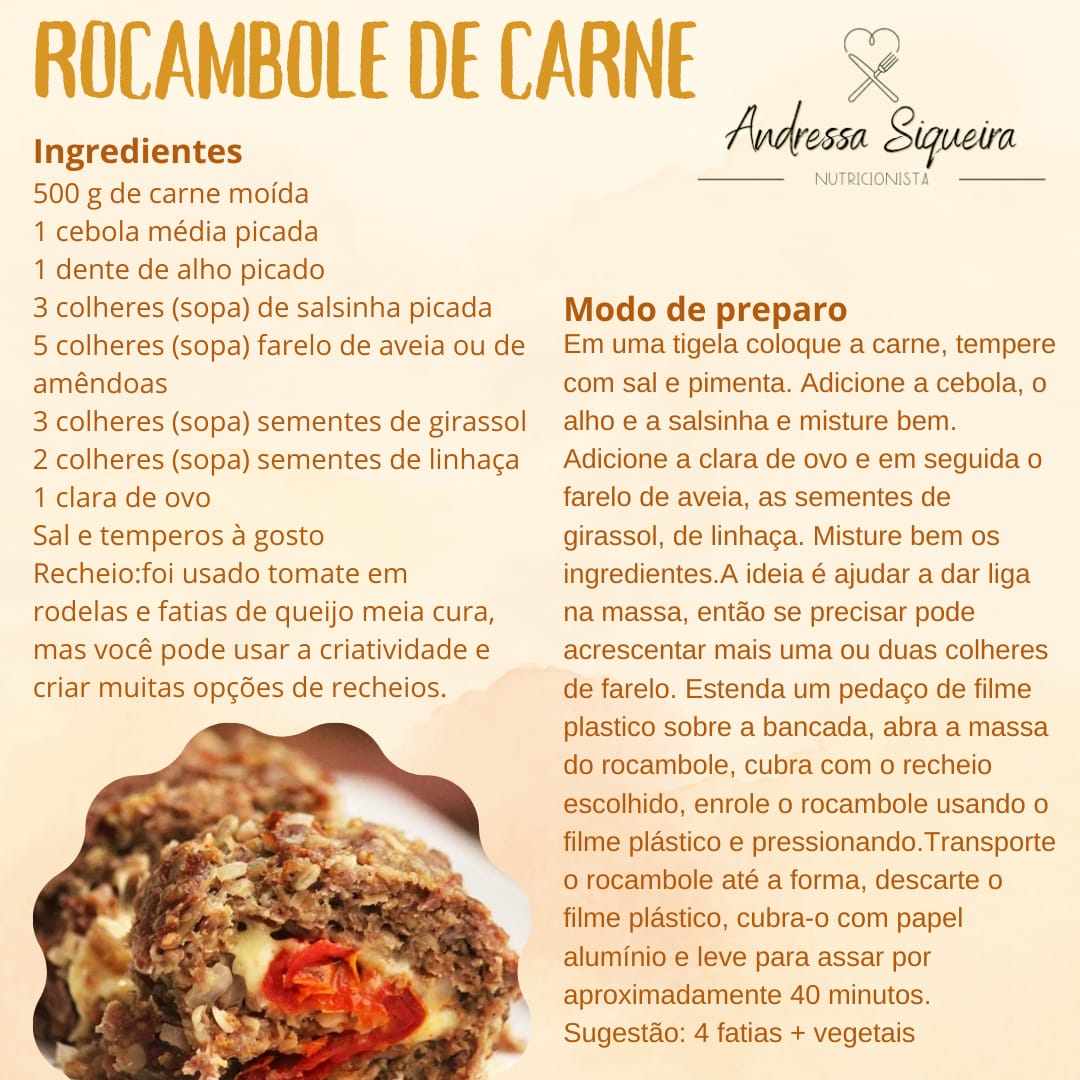 ROCAMBOLE DE CARNE
Andressa Siqueira
NUTRICIONISTA
Ingredientes
500 g de carne moída
1 cebola média picada
1 dente de alho picado
3 colheres (sopa) de salsinha picada
5 colheres (sopa) farelo de aveia ou de
amêndoas
3 colheres (sopa) sementes de girassol
2 colheres (sopa) sementes de linhaça
1 clara de ovo
Sal e temperos à gosto
Recheio:foi usado tomate em
rodelas e fatias de queijo meia cura,
mas você pode usar a criatividade e
criar muitas opções de recheios.
Modo de preparo
Em uma tigela coloque a carne, tempere
com sal e pimenta. Adicione a cebola, o
alho e a salsinha e misture bem.
Adicione a clara de ovo e em seguida o
farelo de aveia, as sementes de
girassol, de linhaça. Misture bem os
ingredientes.A ideia é ajudar a dar liga
na massa, então se precisar pode
acrescentar mais uma ou duas colheres
de farelo. Estenda um pedaço de filme
plastico sobre a bancada, abra a massa
do rocambole, cubra com o recheio
escolhido, enrole o rocambole usando o
filme plástico e pressionando.Transporte
o rocambole até a forma, descarte o
filme plástico, cubra-o com papel
alumínio e leve para assar por
aproximadamente 40 minutos.
Sugestão: 4 fatias + vegetais